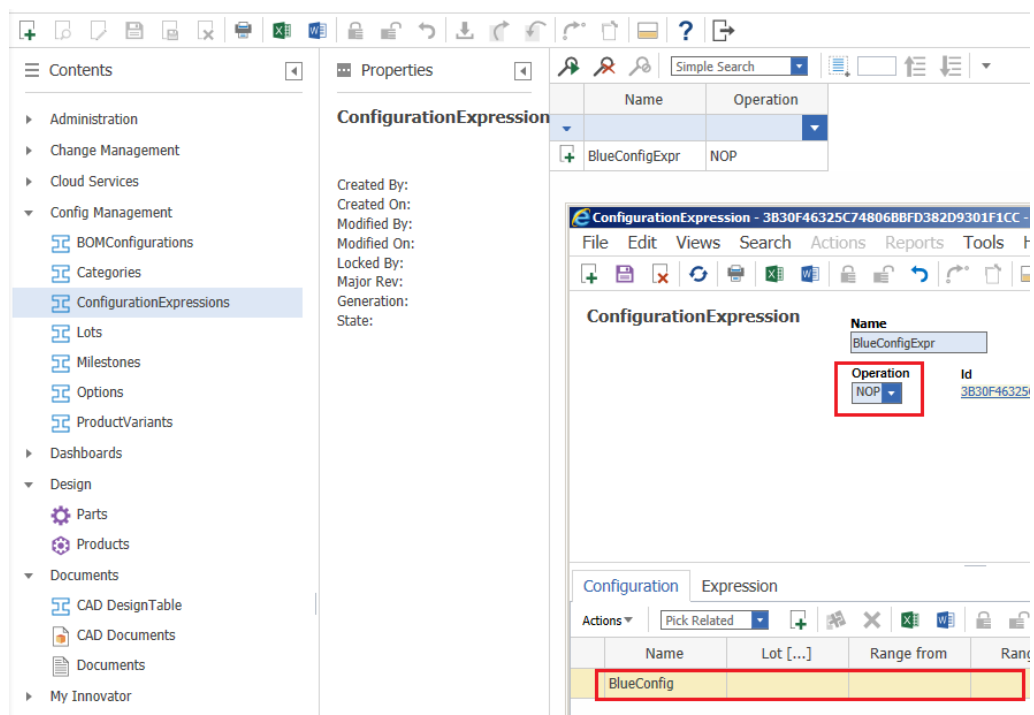 Contents
Administration
Change Management
Cloud Services
Config Management
BOMConfigurations
Categories
ConfigurationExpressions
Lots
Milestones
Options
ProductVariants
Dashboards
Design
Parts
Products
Documents
CAD DesignTable
CAD Documents
Documents
My Innovator
Properties
ConfigurationExpression
Created By:
Created On:
Modified By:
Modified On:
Locked By:
Major Rev:
Generation:
State:
Simple Search
Name Operation
BlueConfigExpr NOP
ConfigurationExpression - 3B30F46325C74806BBFD382D9301F1CC -
File Edit Views Search Actions Reports Tools H
ConfigurationExpression
Name
BlueConfigExpr
Operation Id
NOP 3B30F46325
Configuration Expression
Actions Pick Related
Name Lot [...] Range from Rang
BlueConfig